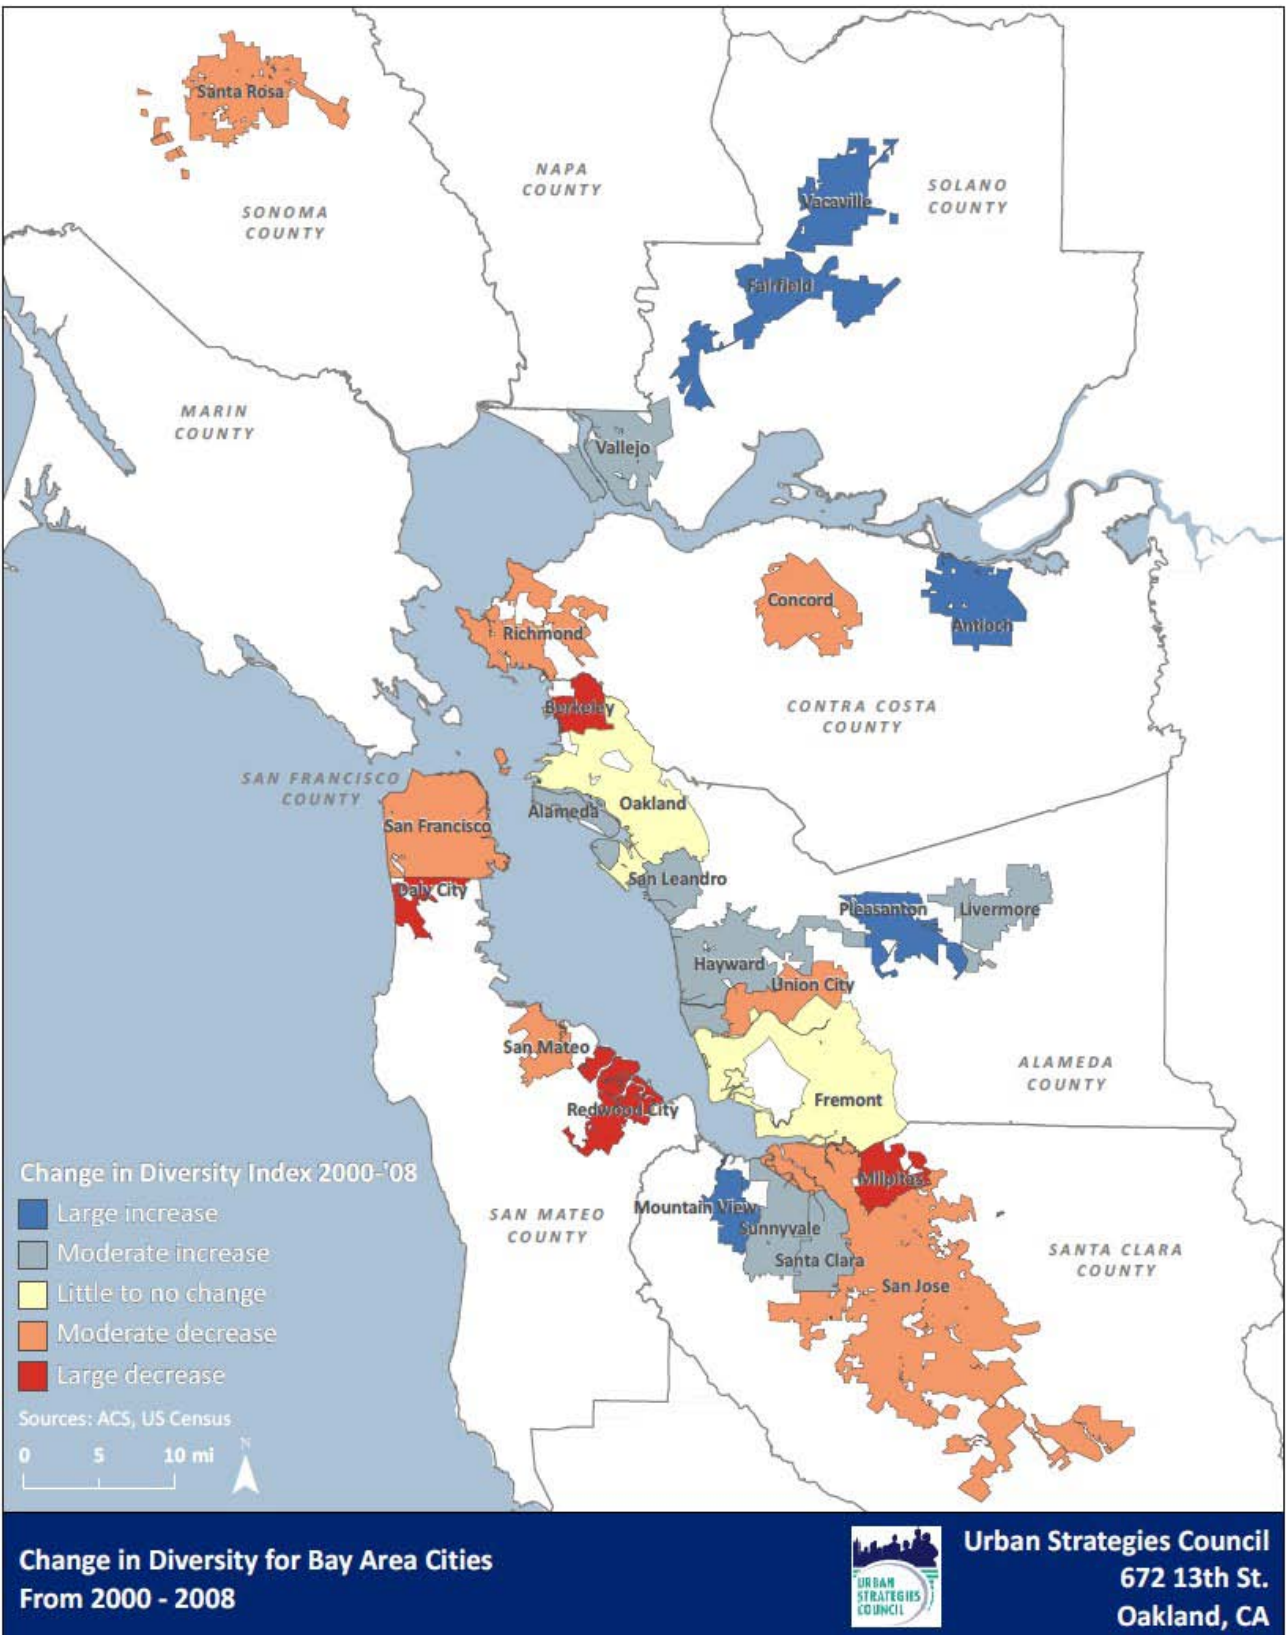 Santa Rosa
NAPA
COUNTY
SOLANO
COUNTY
Vacaville
SONOMA
COUNTY
Fairfield
MARIN
COUNTY
Vallejo
Concord
Antioch
Richmond
Berkeley
CONTRA COSTA
COUNTY
SAN FRANCISCO
COUNTY
Alameda
Oakland
San Francisco
San Leandro
Daly City
Pleasanton
Livermore
Hayward
Union City
San Mateo
ALAMEDA
COUNTY
Redwood City
Fremont
Milpitas
Mountain View
Sunnyvale
SAN MATEO
COUNTY
Santa Clara
SANTA CLARA
COUNTY
San Jose
Change in Diversity Index 2000-'08
Large increase
Moderate increase
Little to no change
Moderate decrease
Large decrease
Sources: ACS, US Census
0 5 10 mi
N
Change in Diversity for Bay Area Cities
From 2000 - 2008
URBAN
STRATEGIES
COUNCIL
Urban Strategies Council
672 13th St.
Oakland, CA